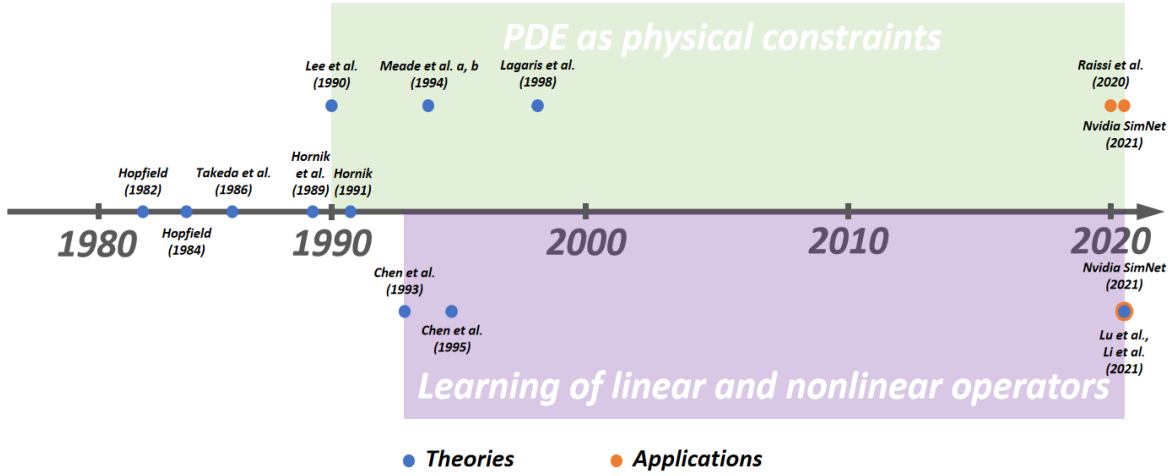 PDE as physical constraints
Lee et al.
(1990)
Meade et al. a, b
(1994)
Lagaris et al.
(1998)
Raissi et al.
(2020)
Nvidia SimNet
(2021)
Hopfield
(1982)
Takeda et al.
(1986)
Hornik
et al.
(1989)
Hornik
(1991)
Hopfield
(1984)
1980
1990
2000
2010
2020
Chen et al.
(1993)
Chen et al.
(1995)
Nvidia SimNet
(2021)
Lu et al.,
Li et al.
(2021)
Learning of linear and nonlinear operators
Theories
Applications